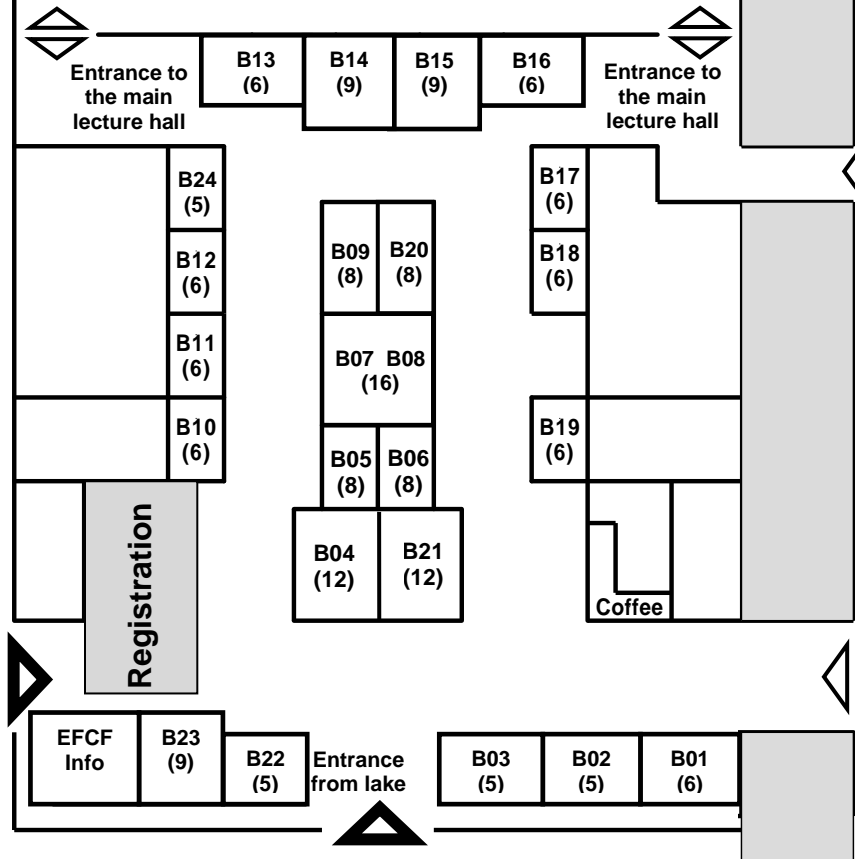 B13
(6)
B14
(9)
B15
(9)
B16
(6)
Entrance to
the main
lecture hall
Entrance to
the main
lecture hall
B24
(5)
B17
(6)
B12
(6)
B09
(8)
B20
(8)
B18
(6)
B11
(6)
B07 B08
(16)
B10
(6)
B19
(6)
B05
(8)
B06
(8)
Registration
B04
(12)
B21
(12)
Coffee
EFCF
Info
B23
(9)
B22
(5)
Entrance
from lake
B03
(5)
B02
(5)
B01
(6)